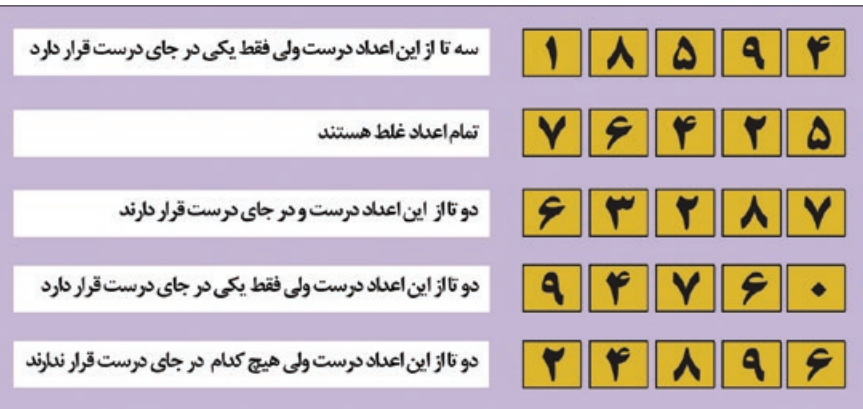 سه تا از این اعداد درست ولی فقط یکی در جای درست قرار دارد
۱ ۸ ۵ ۹ ۴
تمام اعداد غلط هستند
۷ ۶ ۴ ۲ ۵
دو تا از این اعداد درست و در جای درست قرار دارند
۶ ۳ ۲ ۸ ۷
دو تا از این اعداد درست ولی فقط یکی در جای درست قرار دارد
۹ ۴ ۷ ۶ ۰
دو تا از این اعداد درست ولی هیچ کدام در جای درست قرار ندارند
۲ ۴ ۸ ۹ ۶